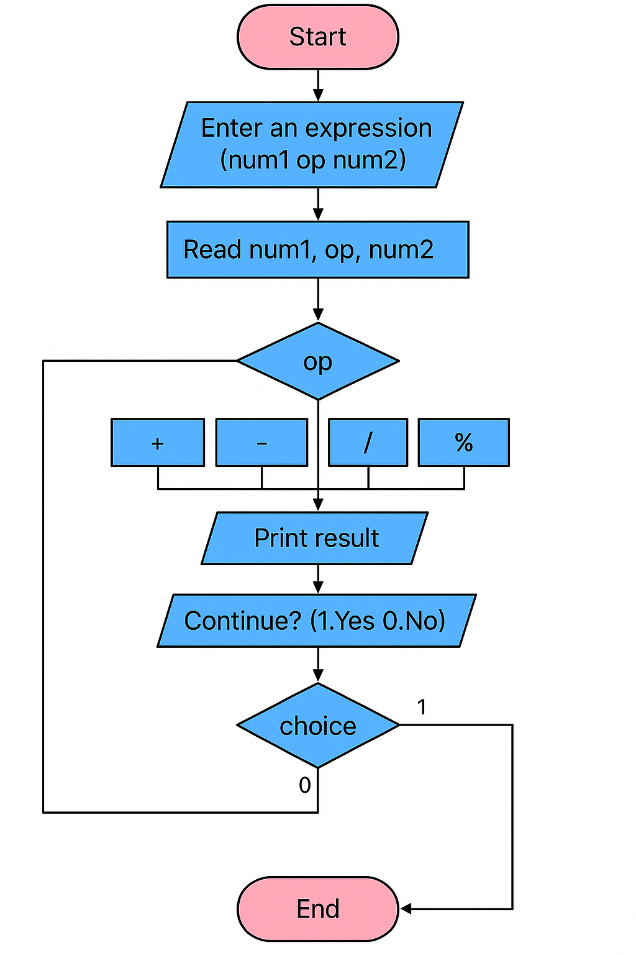 Start
Enter an expression
(num1 op num2)
Read num1, op, num2
op
+
-
/
%
Print result
Continue? (1.Yes 0.No)
choice
1
0
End